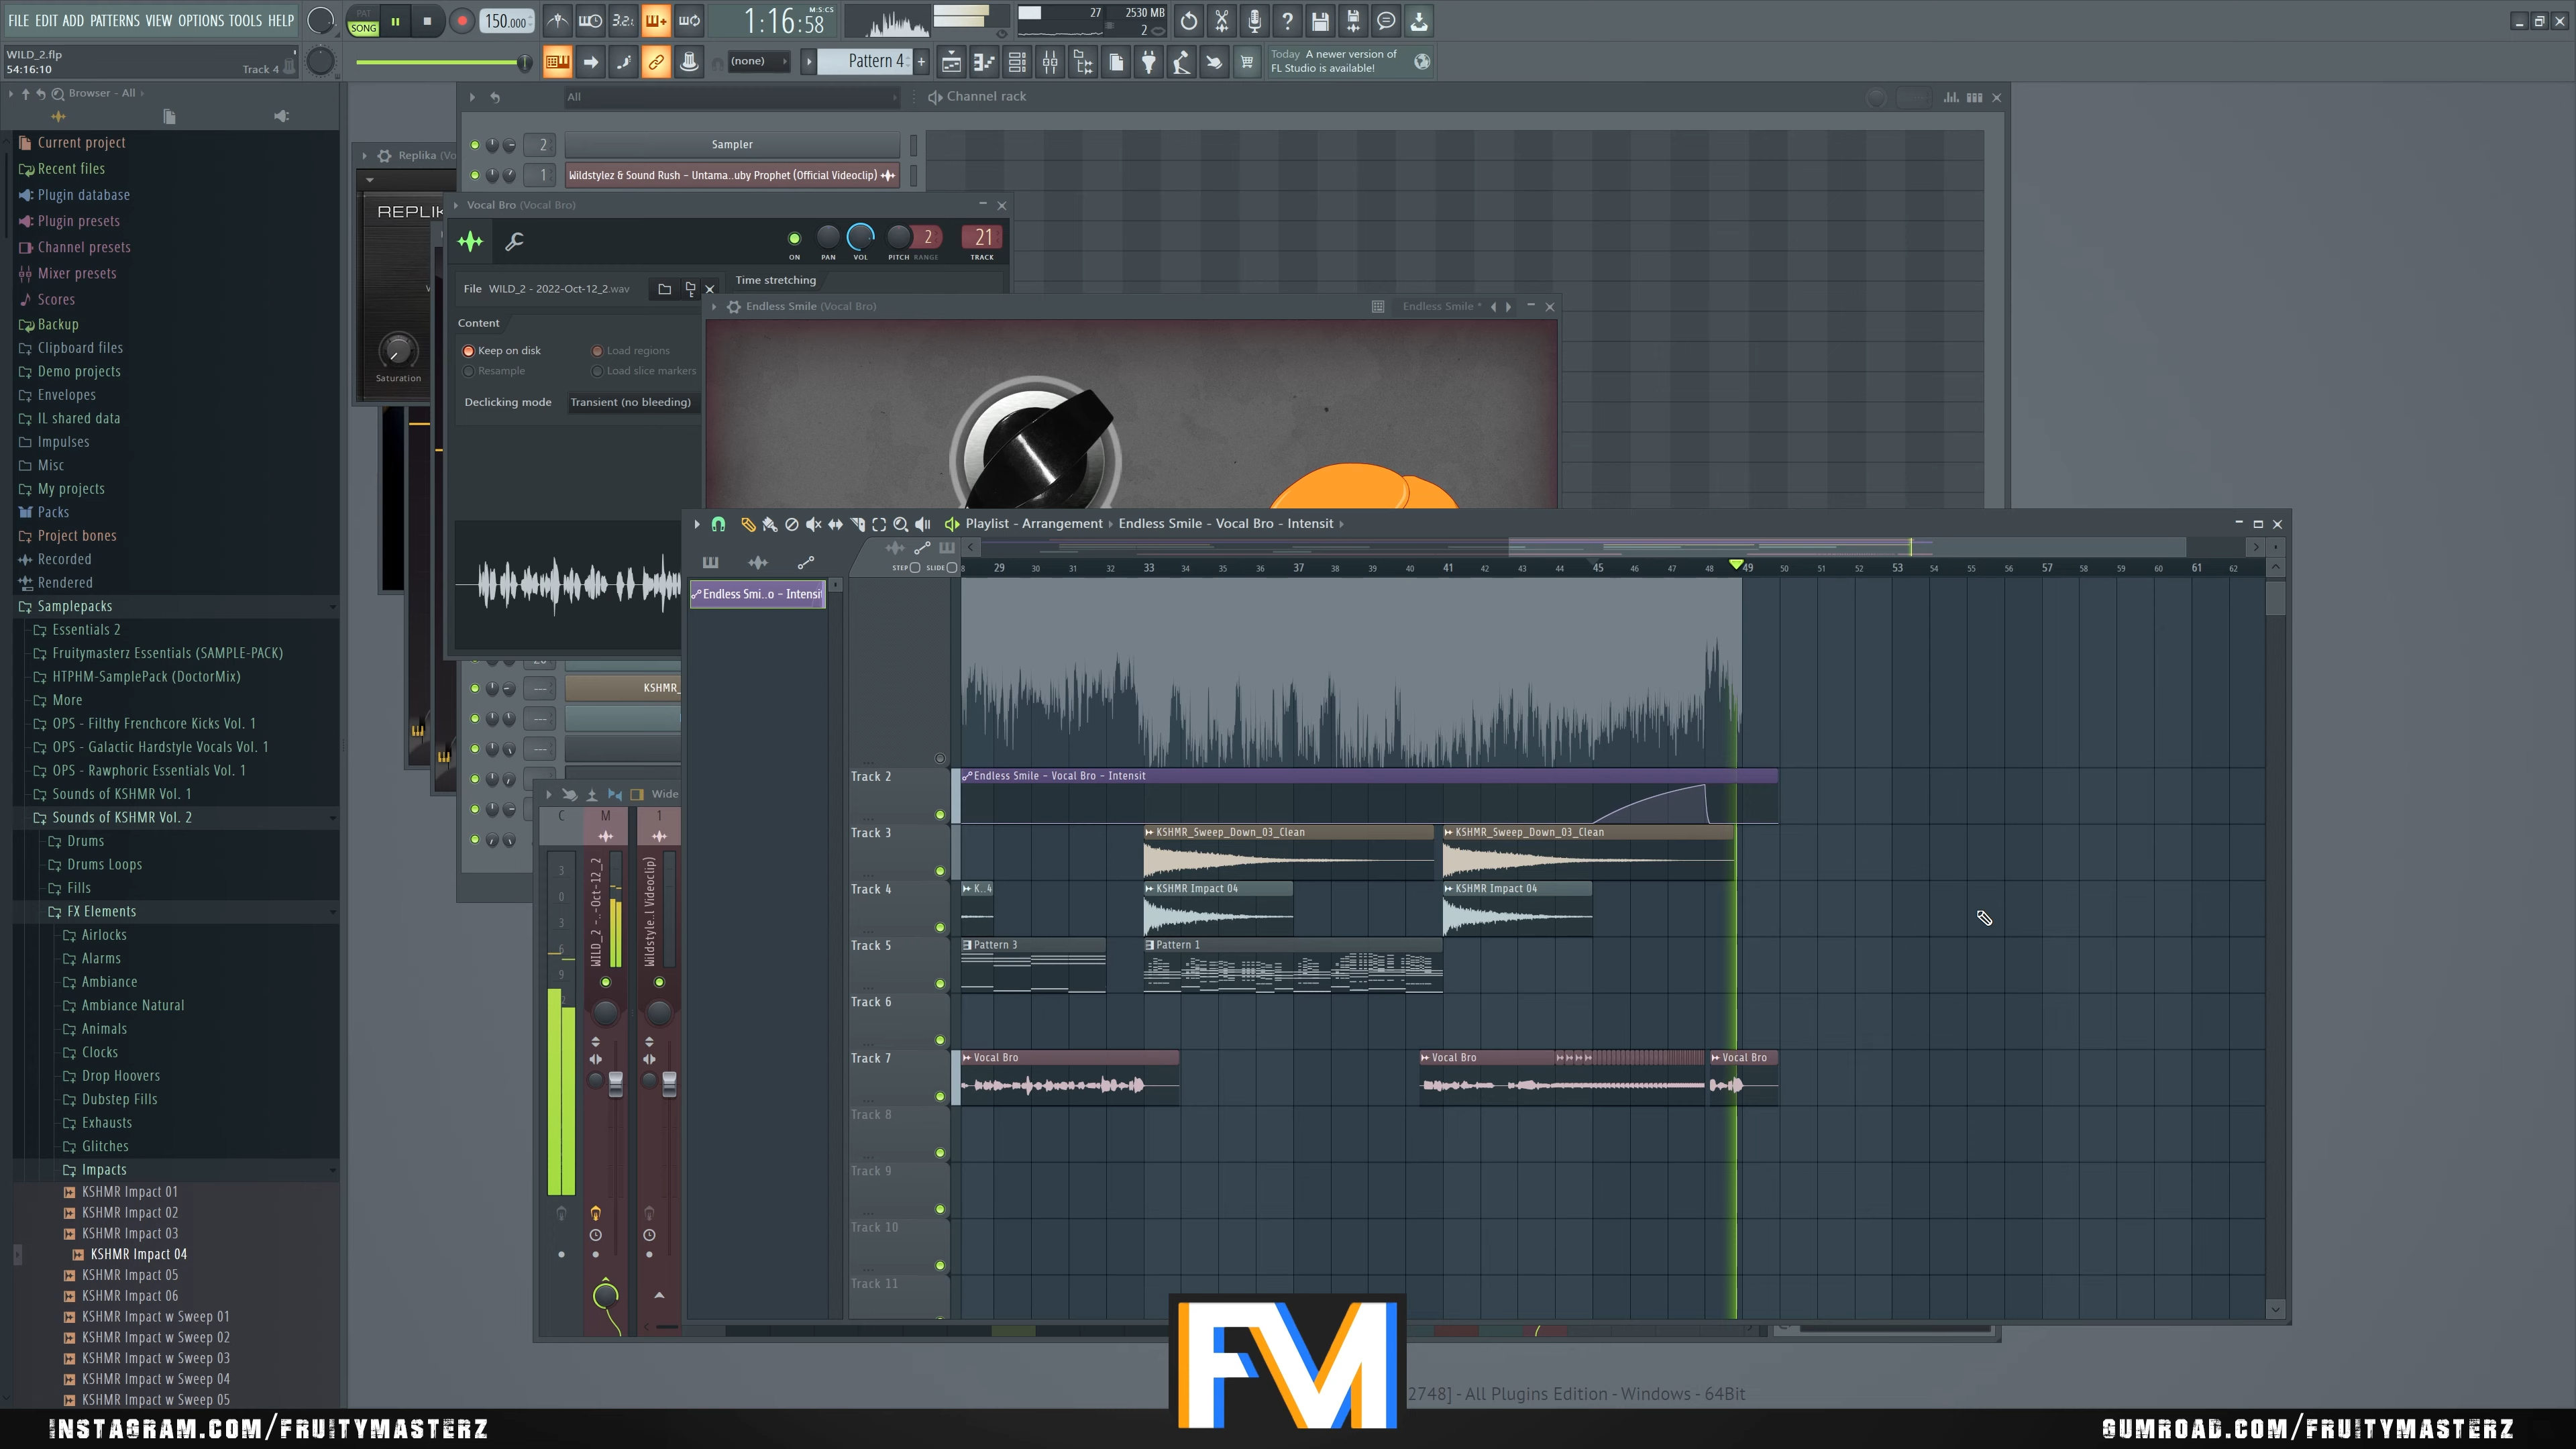 FILE EDIT ADD PATTERNS VIEW OPTIONS TOOLS HELP
PAT
SONG
150.000
3.2.
1:16:58
M:S:CS
27
2530 MB
2
WILD_2.flp
54:16:10
Track 4
(none)
Pattern 4
Today A newer version of
FL Studio is available!
Browser - All
Current project
Recent files
Plugin database
Plugin presets
Channel presets
Mixer presets
Scores
Backup
Clipboard files
Demo projects
Envelopes
IL shared data
Impulses
Misc
My projects
Packs
Project bones
Recorded
Rendered
Samplepacks
Essentials 2
Fruitymasterz Essentials (SAMPLE-PACK)
HTPHM-SamplePack (DoctorMix)
More
OPS - Filthy Frenchcore Kicks Vol. 1
OPS - Galactic Hardstyle Vocals Vol. 1
OPS - Rawphoric Essentials Vol. 1
Sounds of KSHMR Vol. 1
Sounds of KSHMR Vol. 2
Drums
Drums Loops
Fills
FX Elements
Airlocks
Alarms
Ambiance
Ambiance Natural
Animals
Clocks
Drop Hoovers
Dubstep Fills
Exhausts
Glitches
Impacts
KSHMR Impact 01
KSHMR Impact 02
KSHMR Impact 03
KSHMR Impact 04
KSHMR Impact 05
KSHMR Impact 06
KSHMR Impact w Sweep 01
KSHMR Impact w Sweep 02
KSHMR Impact w Sweep 03
KSHMR Impact w Sweep 04
KSHMR Impact w Sweep 05
All
Channel rack
2
Sampler
1
Wildstylez & Sound Rush - Untama..uby Prophet (Official Videoclip)
Replika (Vo
REPLIK
Saturation
Vocal Bro (Vocal Bro)
ON
PAN
VOL
PITCH
RANGE
2
21
TRACK
File WILD_2 - 2022-Oct-12_2.wav
Time stretching
Content
Keep on disk
Load regions
Resample
Load slice markers
Declicking mode
Transient (no bleeding)
Endless Smile (Vocal Bro)
Endless Smile *
KSHMR_
Wide
C
M
1
WILD_2 - ..-Oct-12_2
Wildstyle..l Videoclip)
3
0
3
6
9
Playlist - Arrangement
Endless Smile - Vocal Bro - Intensit
STEP
SLIDE
Endless Smi..o - Intensit
8 29 30 31 32 33 34 35 36 37 38 39 40 41 42 43 44 45 46 47 48 49 50 51 52 53 54 55 56 57 58 59 60 61 62
Track 2
Endless Smile - Vocal Bro - Intensit
Track 3
KSHMR_Sweep_Down_03_Clean
KSHMR_Sweep_Down_03_Clean
Track 4
K..4
KSHMR Impact 04
KSHMR Impact 04
Track 5
Pattern 3
Pattern 1
Track 6
Track 7
Vocal Bro
Vocal Bro
Vocal Bro
Track 8
Track 9
Track 10
Track 11
FM
2748] - All Plugins Edition - Windows - 64Bit
INSTAGRAM.COM/FRUITYMASTERZ
GUMROAD.COM/FRUITYMASTERZ